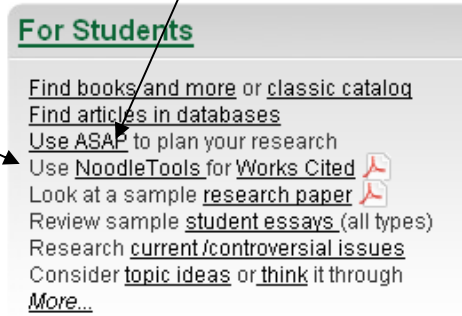 For Students
Find books and more or classic catalog
Find articles in databases
Use ASAP to plan your research
Use NoodleTools for Works Cited
Look at a sample research paper
Review sample student essays (all types)
Research current/controversial issues
Consider topic ideas or think it through
More...